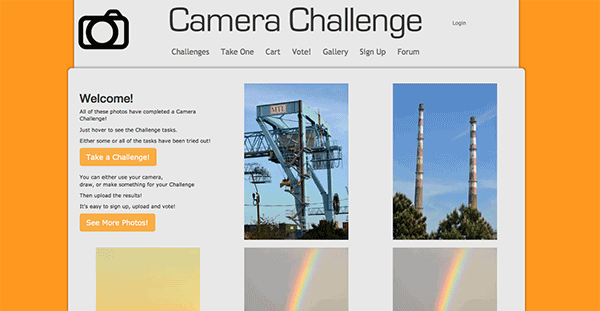 Camera Challenge
Login
Challenges Take One Cart Vote! Gallery Sign Up Forum
Welcome!
All of these photos have completed a Camera
Challenge!
Just hover to see the Challenge tasks.
Either some or all of the tasks have been tried out!
Take a Challenge!
You can either use your camera,
draw, or make something for your Challenge
Then upload the results!
It's easy to sign up, upload and vote!
See More Photos!
MTL